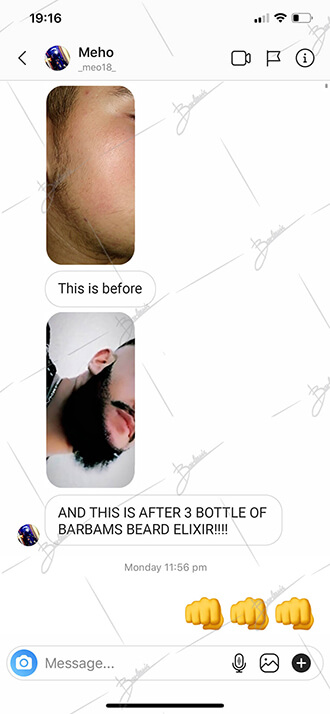 19:16
Meho
_meo18_
This is before
AND THIS IS AFTER 3 BOTTLE OF
BARBAMS BEARD ELIXIR!!!!
Monday 11:56 pm
👊👊👊
Message...